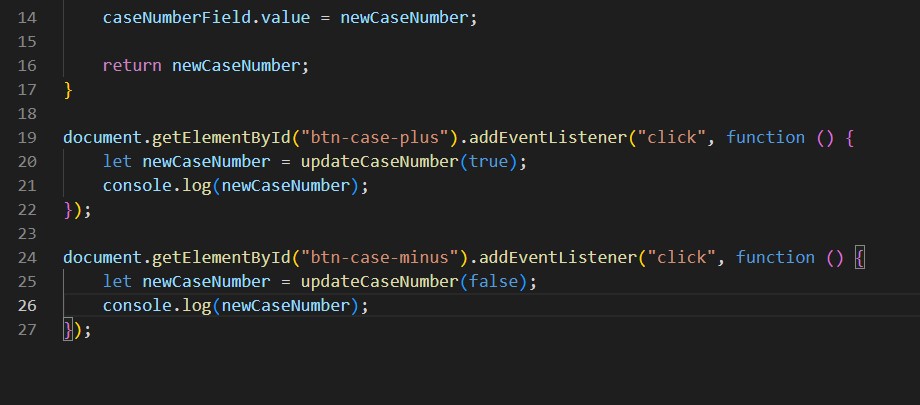 14 caseNumberField.value = newCaseNumber;
15
16 return newCaseNumber;
17 }
18
19 document.getElementById("btn-case-plus").addEventListener("click", function () {
20 let newCaseNumber = updateCaseNumber(true);
21 console.log(newCaseNumber);
22 });
23
24 document.getElementById("btn-case-minus").addEventListener("click", function () {
25 let newCaseNumber = updateCaseNumber(false);
26 console.log(newCaseNumber);
27 });